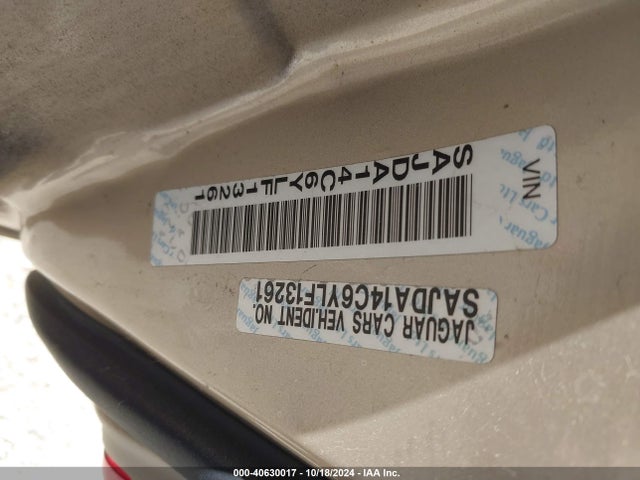 VIN
SAJDA14C6YLF13261
JAGUAR CARS VEH.IDENT NO.
SAJDA14C6YLF13261
000-40630017 - 10/18/2024 - IAA Inc.